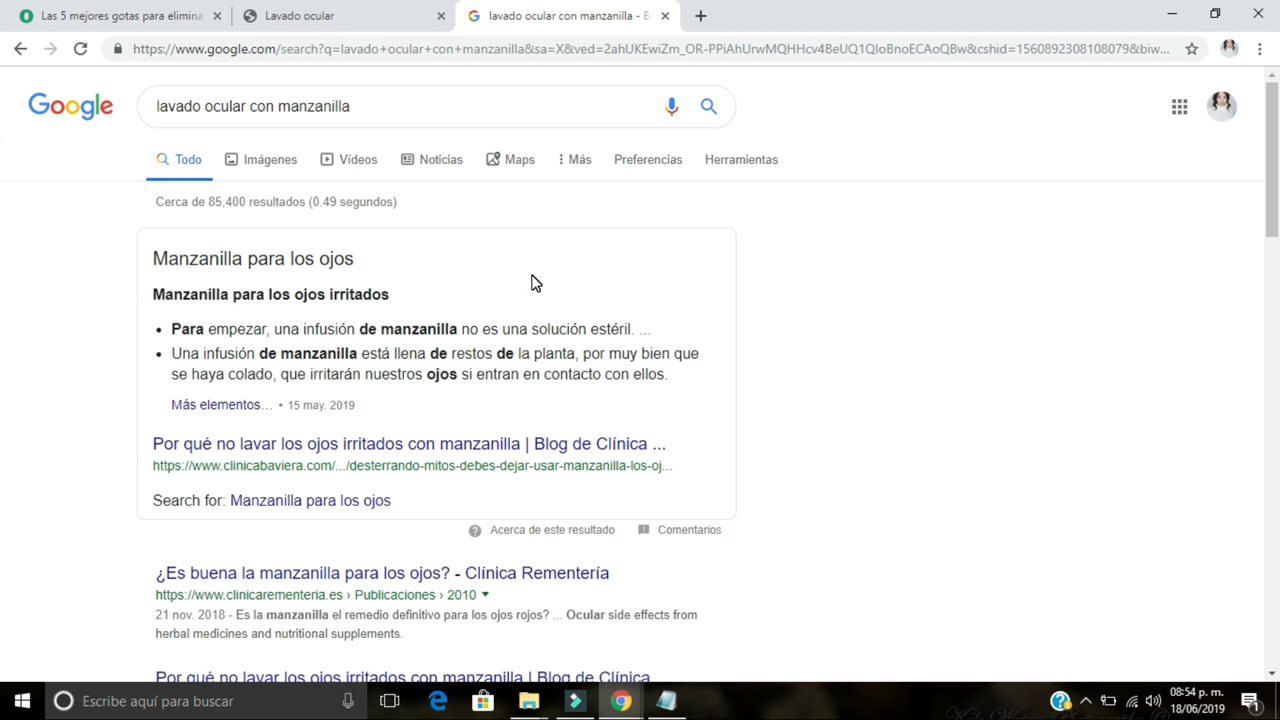 Las 5 mejores gotas para elimina
Lavado ocular
lavado ocular con manzanilla - B
https://www.google.com/search?q=lavado+ocular+con+manzanilla&sa=X&ved=2ahUKEwiZm_OR-PPiAhUrwMQHHcv4BeUQ1QIoBnoECAoQBw&cshid=1560892308108079&biw...
Google
lavado ocular con manzanilla
Todo
Imágenes
Vídeos
Noticias
Maps
Más
Preferencias
Herramientas
Cerca de 85,400 resultados (0.49 segundos)
Manzanilla para los ojos
Manzanilla para los ojos irritados
• Para empezar, una infusión de manzanilla no es una solución estéril. ...
• Una infusión de manzanilla está llena de restos de la planta, por muy bien que
se haya colado, que irritarán nuestros ojos si entran en contacto con ellos.
Más elementos... • 15 may. 2019
Por qué no lavar los ojos irritados con manzanilla | Blog de Clínica ...
https://www.clinicabaviera.com/.../desterrando-mitos-debes-dejar-usar-manzanilla-los-oj...
Search for: Manzanilla para los ojos
Acerca de este resultado
Comentarios
¿Es buena la manzanilla para los ojos? - Clínica Rementería
https://www.clinicarementeria.es › Publicaciones › 2010
21 nov. 2018 - Es la manzanilla el remedio definitivo para los ojos rojos? ... Ocular side effects from
herbal medicines and nutritional supplements.
Por qué no lavar los ojos irritados con manzanilla | Blog de Clínica
Escribe aquí para buscar
08:54 p. m.
18/06/2019
1